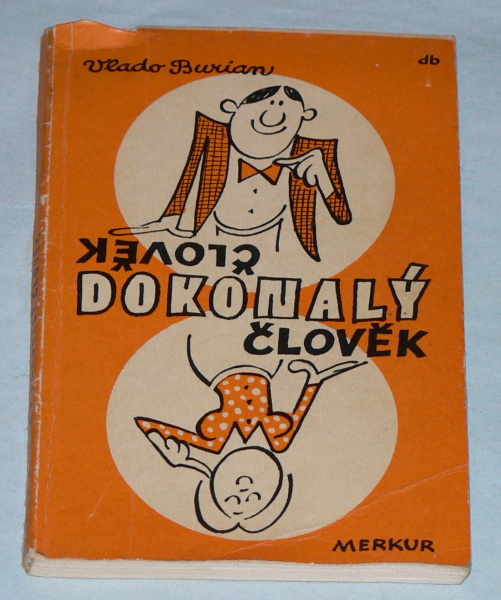 Vlado Burian
db
ČLOVĚK
DOKONALÝ
ČLOVĚK
MERKUR